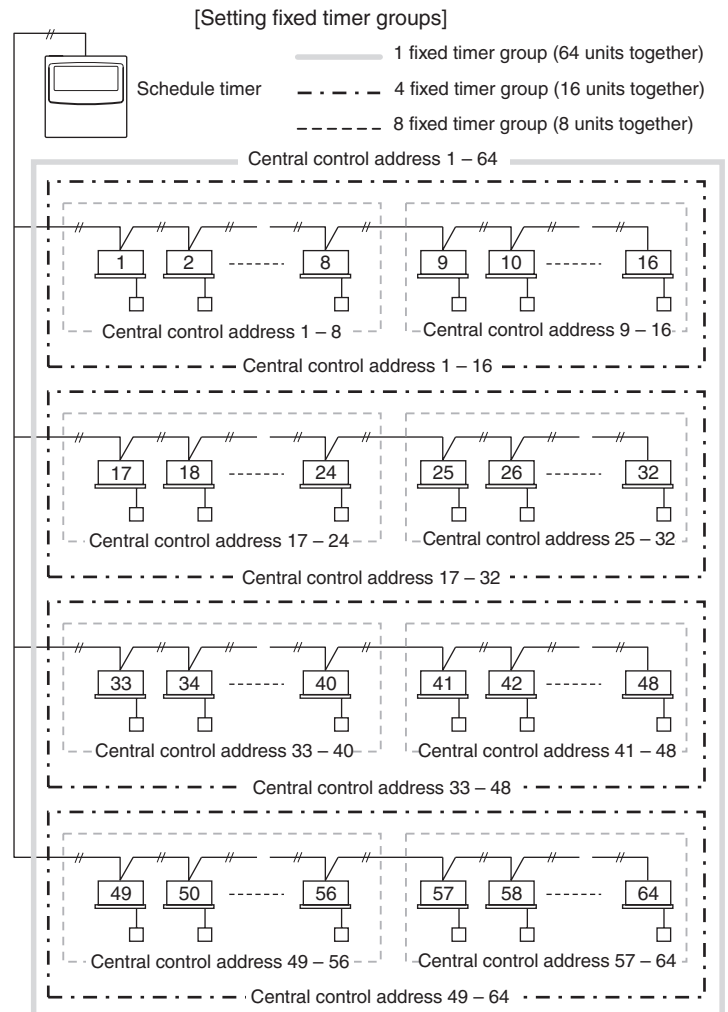 [Setting fixed timer groups]
1 fixed timer group (64 units together)
Schedule timer
4 fixed timer group (16 units together)
8 fixed timer group (8 units together)
Central control address 1 – 64
1 2 8 9 10 16
Central control address 1 – 8 Central control address 9 – 16
Central control address 1 – 16
17 18 24 25 26 32
Central control address 17 – 24 Central control address 25 – 32
Central control address 17 – 32
33 34 40 41 42 48
Central control address 33 – 40 Central control address 41 – 48
Central control address 33 – 48
49 50 56 57 58 64
Central control address 49 – 56 Central control address 57 – 64
Central control address 49 – 64